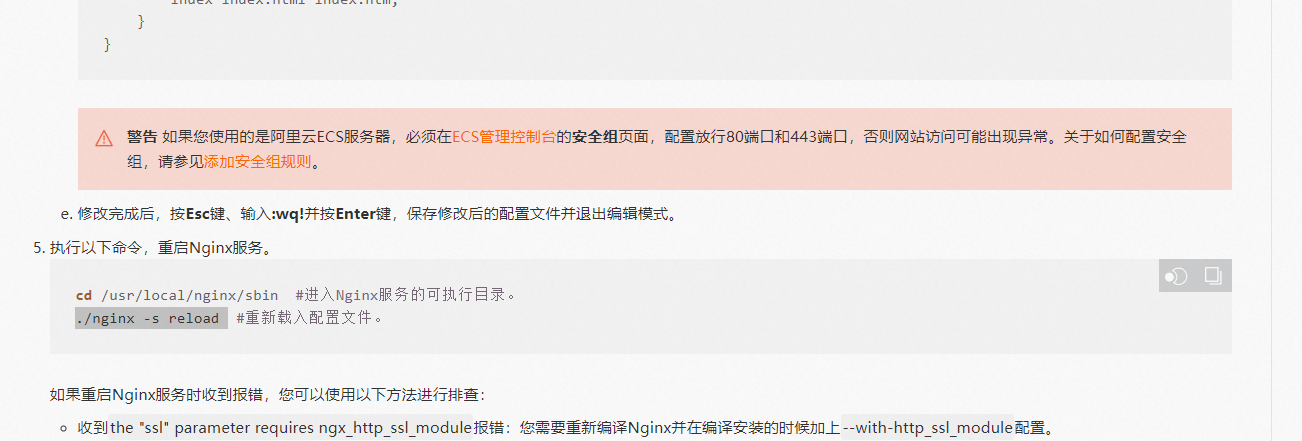 index index.html index.htm;
}
}
警告 如果您使用的是阿里云ECS服务器，必须在ECS管理控制台的安全组页面，配置放行80端口和443端口，否则网站访问可能出现异常。关于如何配置安全
组，请参见添加安全组规则。
e. 修改完成后，按Esc键、输入:wq!并按Enter键，保存修改后的配置文件并退出编辑模式。
5. 执行以下命令，重启Nginx服务。
cd /usr/local/nginx/sbin  #进入Nginx服务的可执行目录。
./nginx -s reload  #重新载入配置文件。
如果重启Nginx服务时收到报错，您可以使用以下方法进行排查：
收到the "ssl" parameter requires ngx_http_ssl_module报错：您需要重新编译Nginx并在编译安装的时候加上--with-http_ssl_module配置。